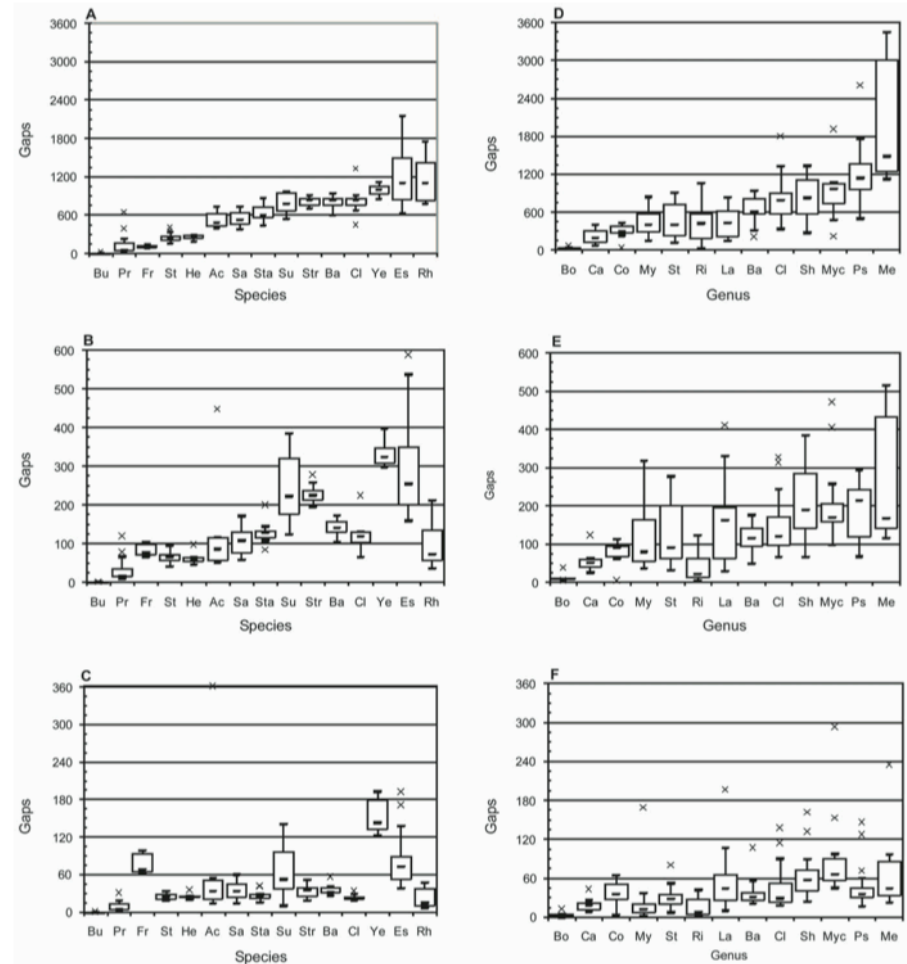 A
3600
3000
2400
1800
1200
600
0
Gaps
Bu Pr Fr St He Ac Sa Sta Su Str Ba Cl Ye Es Rh
Species
D
3600
3000
2400
1800
1200
600
0
Gaps
Bo Ca Co My St Ri La Ba Cl Sh Myc Ps Me
Genus
B
600
500
400
300
200
100
0
Gaps
Bu Pr Fr St He Ac Sa Sta Su Str Ba Cl Ye Es Rh
Species
E
600
500
400
300
200
100
0
Gaps
Bo Ca Co My St Ri La Ba Cl Sh Myc Ps Me
Genus
C
360
300
240
180
120
60
0
Gaps
Bu Pr Fr St He Ac Sa Sta Su Str Ba Cl Ye Es Rh
Species
F
360
300
240
180
120
60
0
Gaps
Bo Ca Co My St Ri La Ba Cl Sh Myc Ps Me
Genus